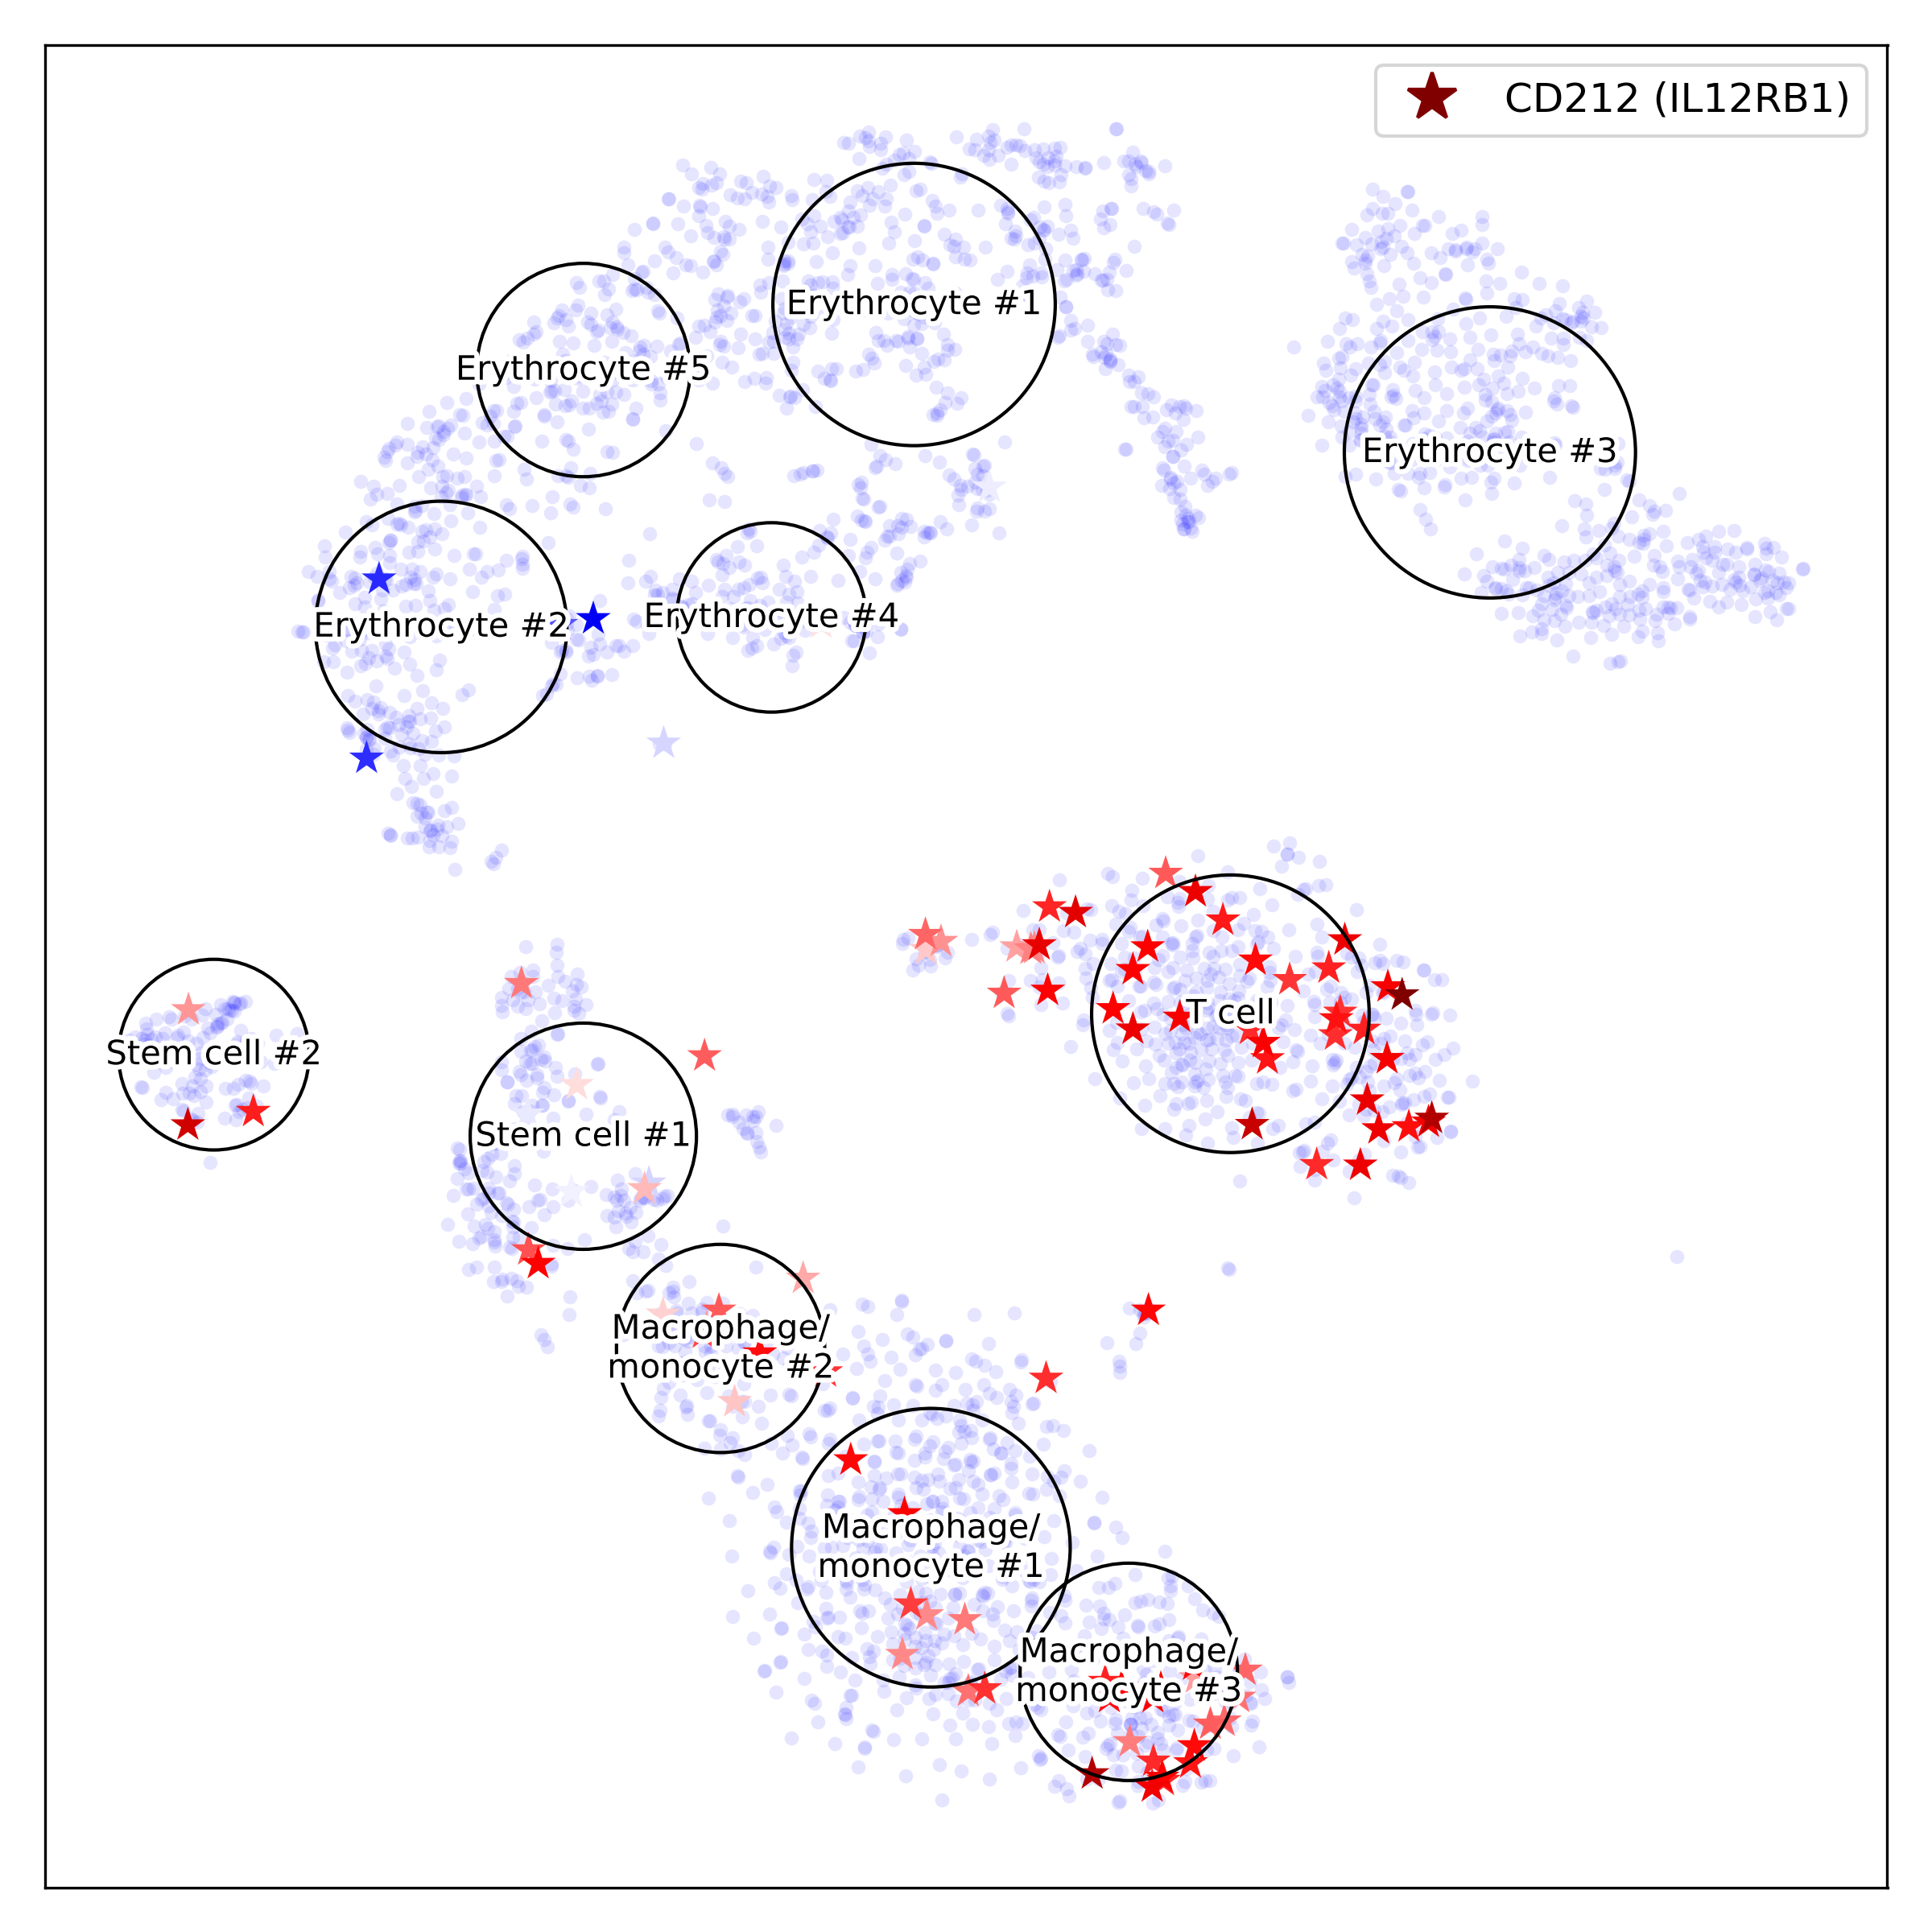 CD212 (IL12RB1)
Erythrocyte #1
Erythrocyte #5
Erythrocyte #3
Erythrocyte #4
Erythrocyte #2
T cell
Stem cell #2
Stem cell #1
Macrophage/
monocyte #2
Macrophage/
monocyte #1
Macrophage/
monocyte #3